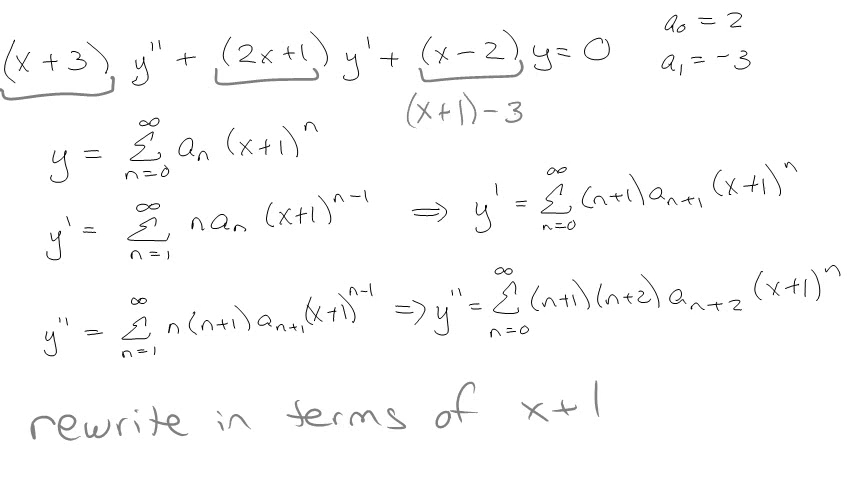 (x+3) y'' + (2x+1) y' + (x-2) y = 0
a₀ = 2
a₁ = -3
(x+1) - 3
y = ∞ Σ n=0 aₙ (x+1)ⁿ
y' = ∞ Σ n=1 n aₙ (x+1)ⁿ⁻¹ ⇒ y' = ∞ Σ n=0 (n+1) aₙ₊₁ (x+1)ⁿ
y'' = ∞ Σ n=1 n(n+1) aₙ₊₁ (x+1)ⁿ⁻¹ ⇒ y'' = ∞ Σ n=0 (n+1)(n+2) aₙ₊₂ (x+1)ⁿ
rewrite in terms of x+1